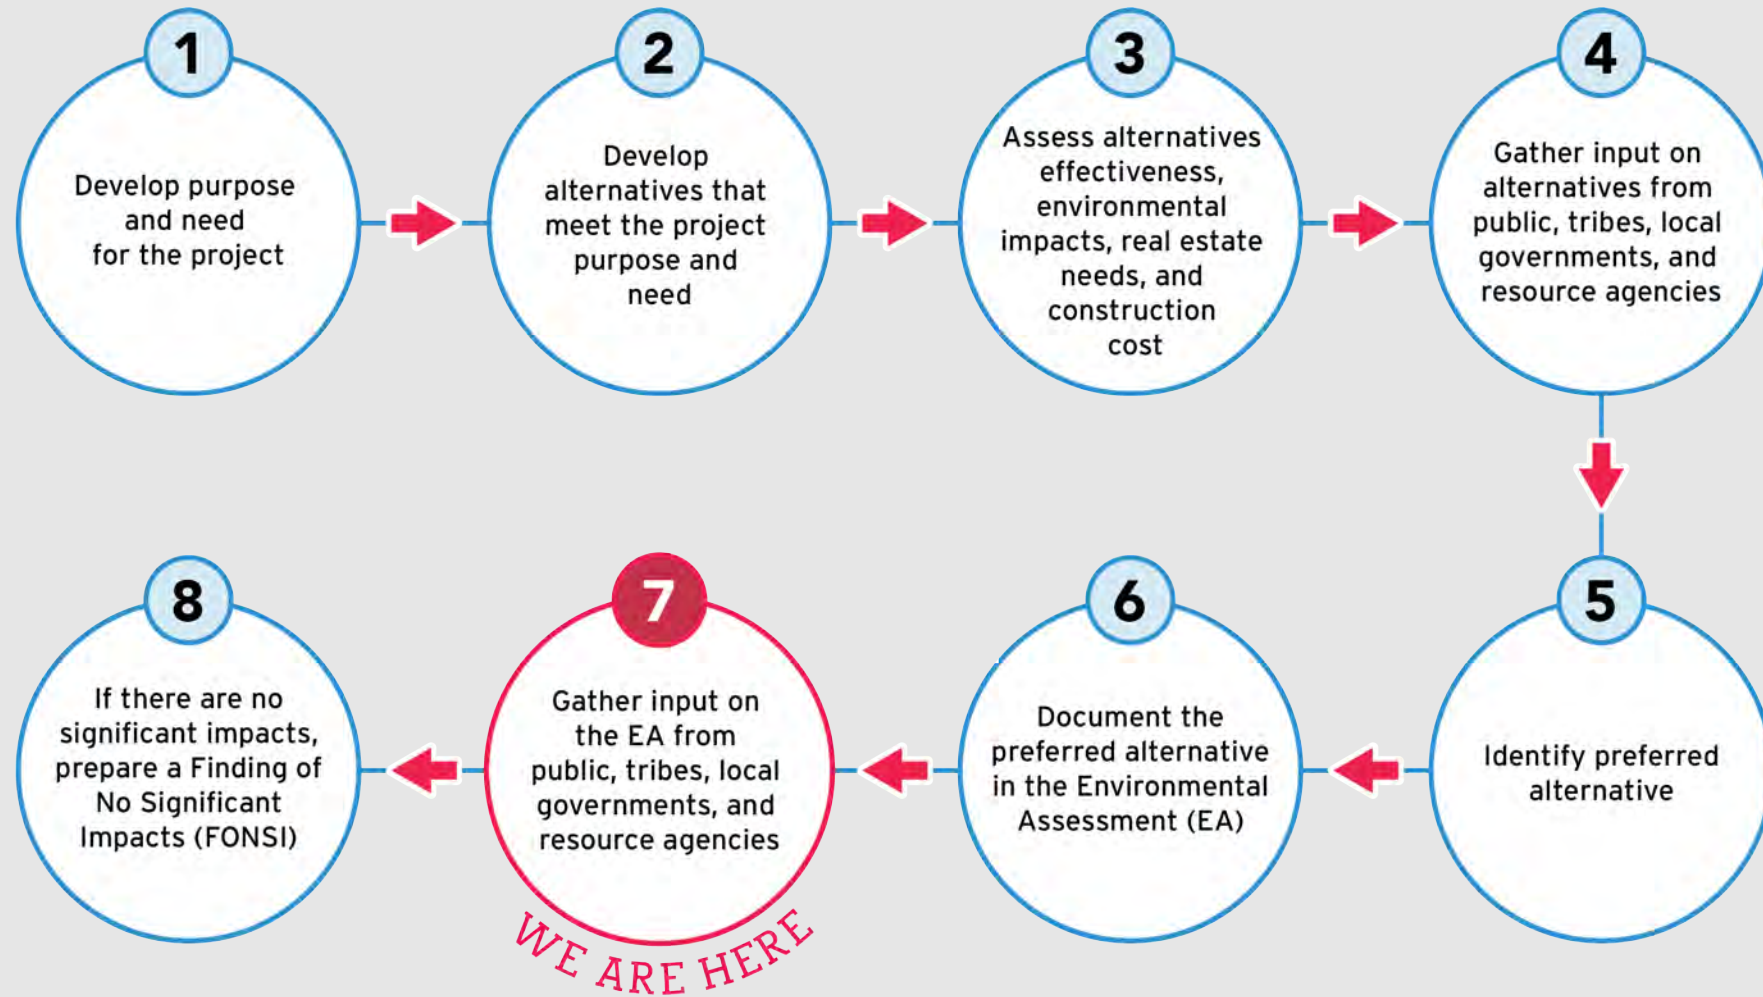 1
Develop purpose
and need
for the project
2
Develop
alternatives that
meet the project
purpose and
need
3
Assess alternatives
effectiveness,
environmental
impacts, real estate
needs, and
construction
cost
4
Gather input on
alternatives from
public, tribes, local
governments, and
resource agencies
5
Identify preferred
alternative
6
Document the
preferred alternative
in the Environmental
Assessment (EA)
7
Gather input on
the EA from
public, tribes, local
governments, and
resource agencies
WE ARE HERE
8
If there are no
significant impacts,
prepare a Finding of
No Significant
Impacts (FONSI)